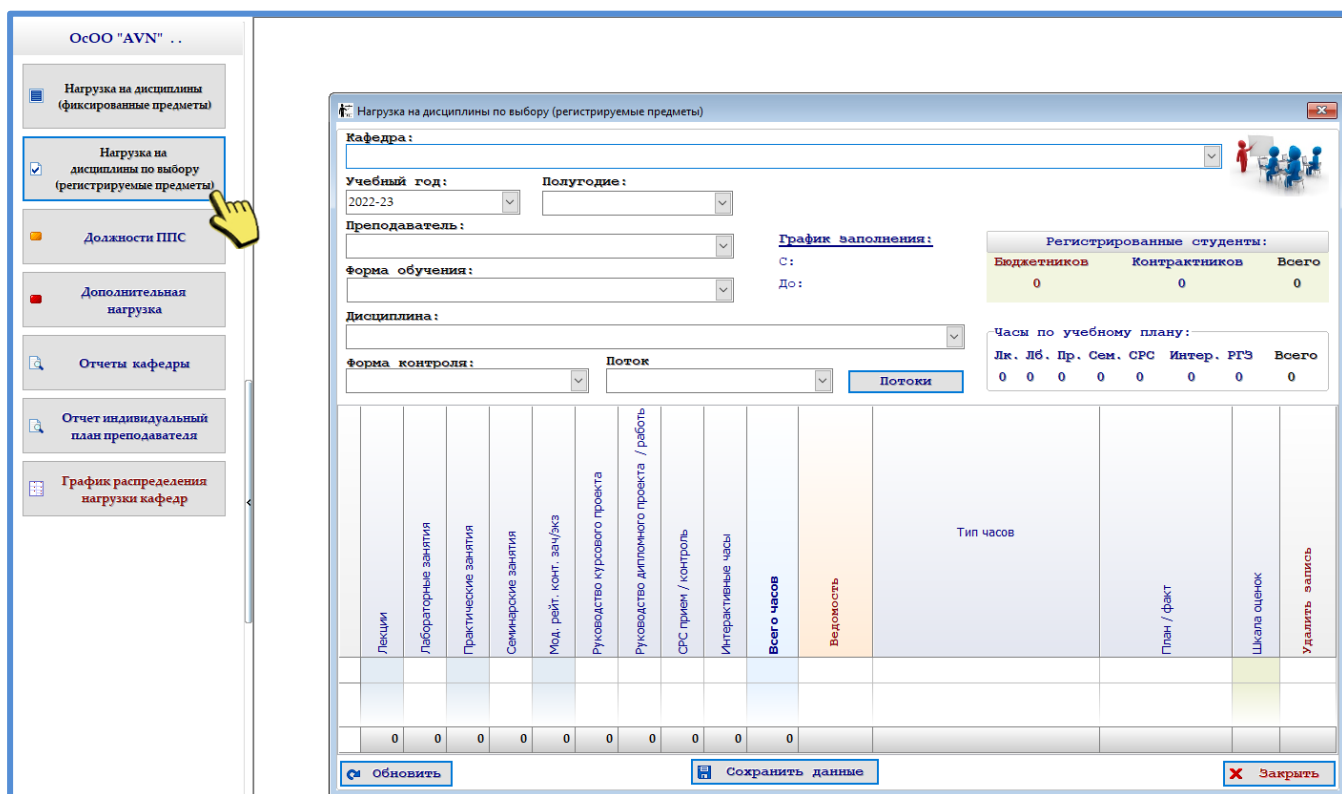 ОсОО "AVN" . .
Нагрузка на дисциплины
(фиксированные предметы)
Нагрузка на
дисциплины по выбору
(регистрируемые предметы)
Должности ППС
Дополнительная
нагрузка
Отчеты кафедры
Отчет индивидуальный
план преподавателя
График распределения
нагрузки кафедр
Нагрузка на дисциплины по выбору (регистрируемые предметы)
Кафедра:
Учебный год:
Полугодие:
2022-23
Преподаватель:
График заполнения:
С:
До:
Регистрированные студенты:
Бюджетников Контрактников Всего
0 0 0
Форма обучения:
Дисциплина:
Часы по учебному плану:
Лк. Лб. Пр. Сем. СРС Интер. РГЗ Всего
0 0 0 0 0 0 0 0
Форма контроля:
Поток
Потоки
Лекции
Лабораторные занятия
Практические занятия
Семинарские занятия
Мод. рейт. конт. зач/экз
Руководство курсового проекта
Руководство дипломного проекта / работь
СРС прием / контроль
Интерактивные часы
Всего часов
Ведомость
Тип часов
План / факт
Шкала оценок
Удалить запись
0 0 0 0 0 0 0 0 0 0
Обновить
Сохранить данные
Закрыть